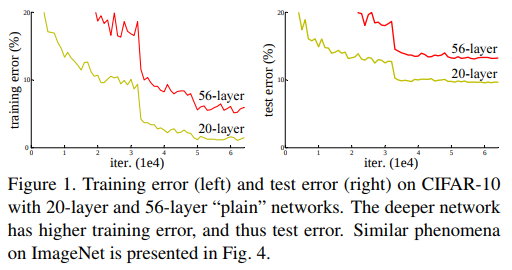 20
10
0
training error (%)
56-layer
20-layer
0 1 2 3 4 5 6
iter. (1e4)
20
10
0
test error (%)
56-layer
20-layer
0 1 2 3 4 5 6
iter. (1e4)
Figure 1. Training error (left) and test error (right) on CIFAR-10
with 20-layer and 56-layer “plain” networks. The deeper network
has higher training error, and thus test error. Similar phenomena
on ImageNet is presented in Fig. 4.